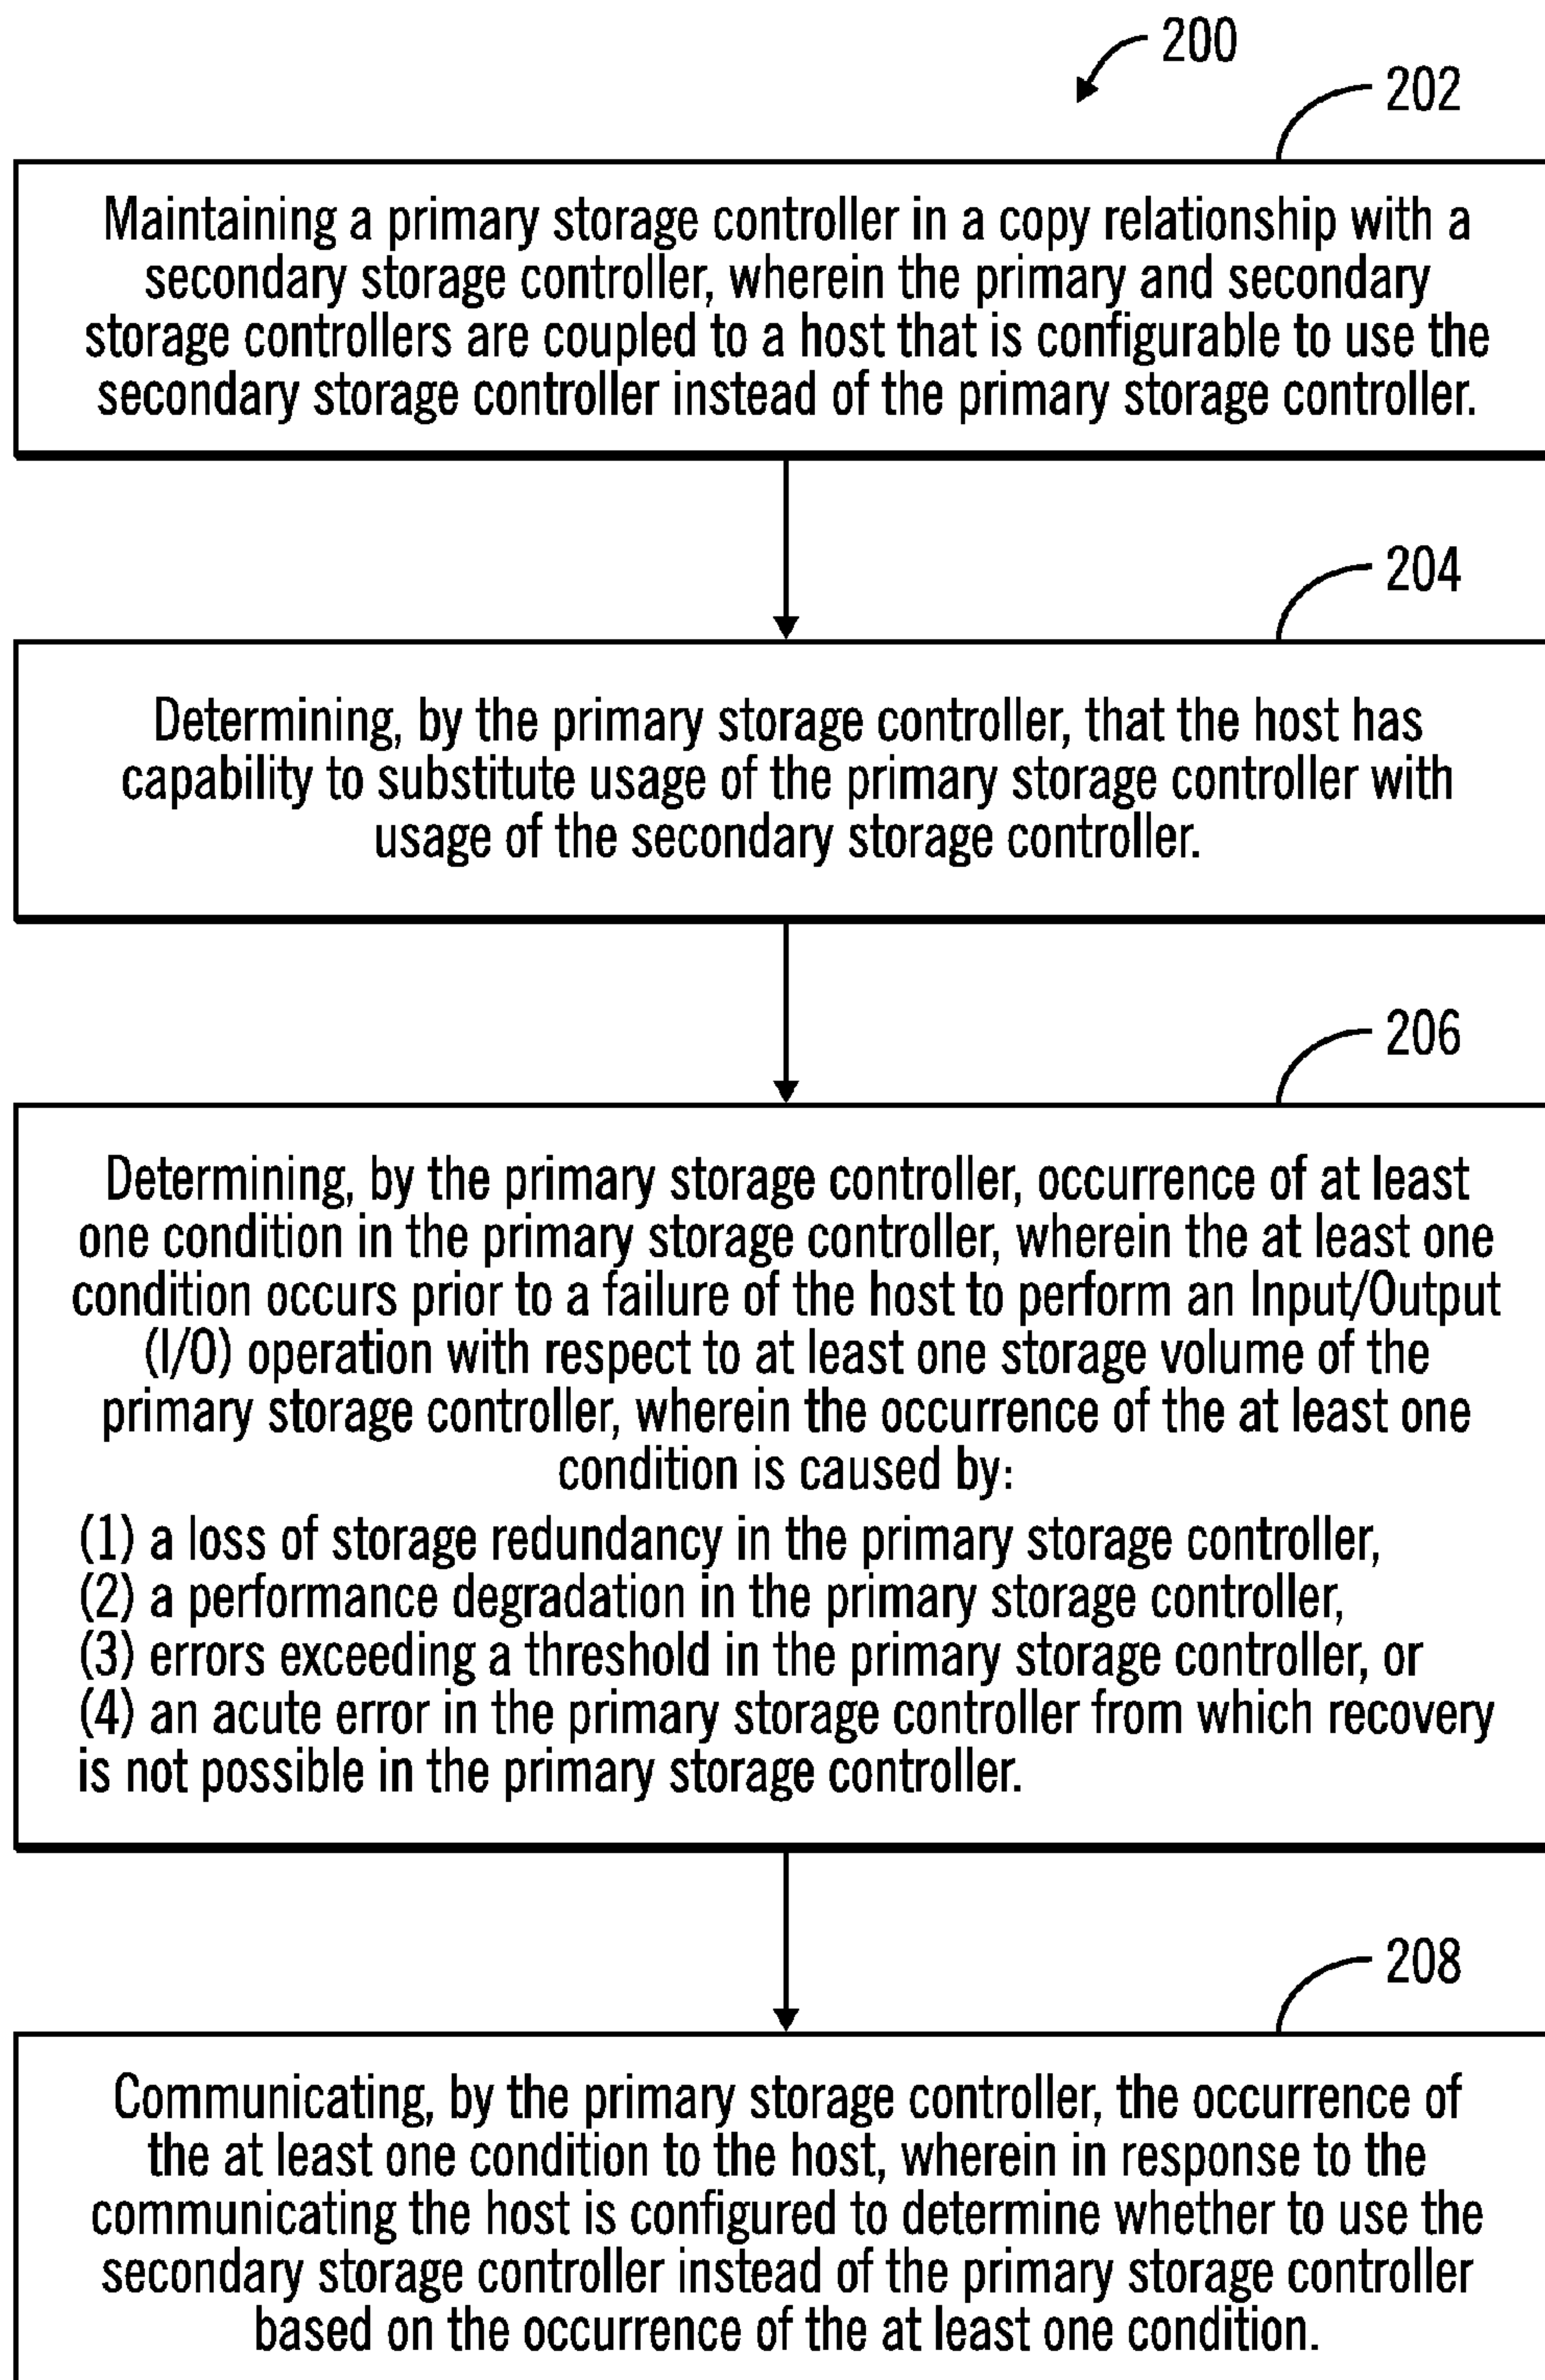 200
202
Maintaining a primary storage controller in a copy relationship with a
secondary storage controller, wherein the primary and secondary
storage controllers are coupled to a host that is configurable to use the
secondary storage controller instead of the primary storage controller.
204
Determining, by the primary storage controller, that the host has
capability to substitute usage of the primary storage controller with
usage of the secondary storage controller.
206
Determining, by the primary storage controller, occurrence of at least
one condition in the primary storage controller, wherein the at least one
condition occurs prior to a failure of the host to perform an Input/Output
(I/O) operation with respect to at least one storage volume of the
primary storage controller, wherein the occurrence of the at least one
condition is caused by:
(1) a loss of storage redundancy in the primary storage controller,
(2) a performance degradation in the primary storage controller,
(3) errors exceeding a threshold in the primary storage controller, or
(4) an acute error in the primary storage controller from which recovery
is not possible in the primary storage controller.
208
Communicating, by the primary storage controller, the occurrence of
the at least one condition to the host, wherein in response to the
communicating the host is configured to determine whether to use the
secondary storage controller instead of the primary storage controller
based on the occurrence of the at least one condition.